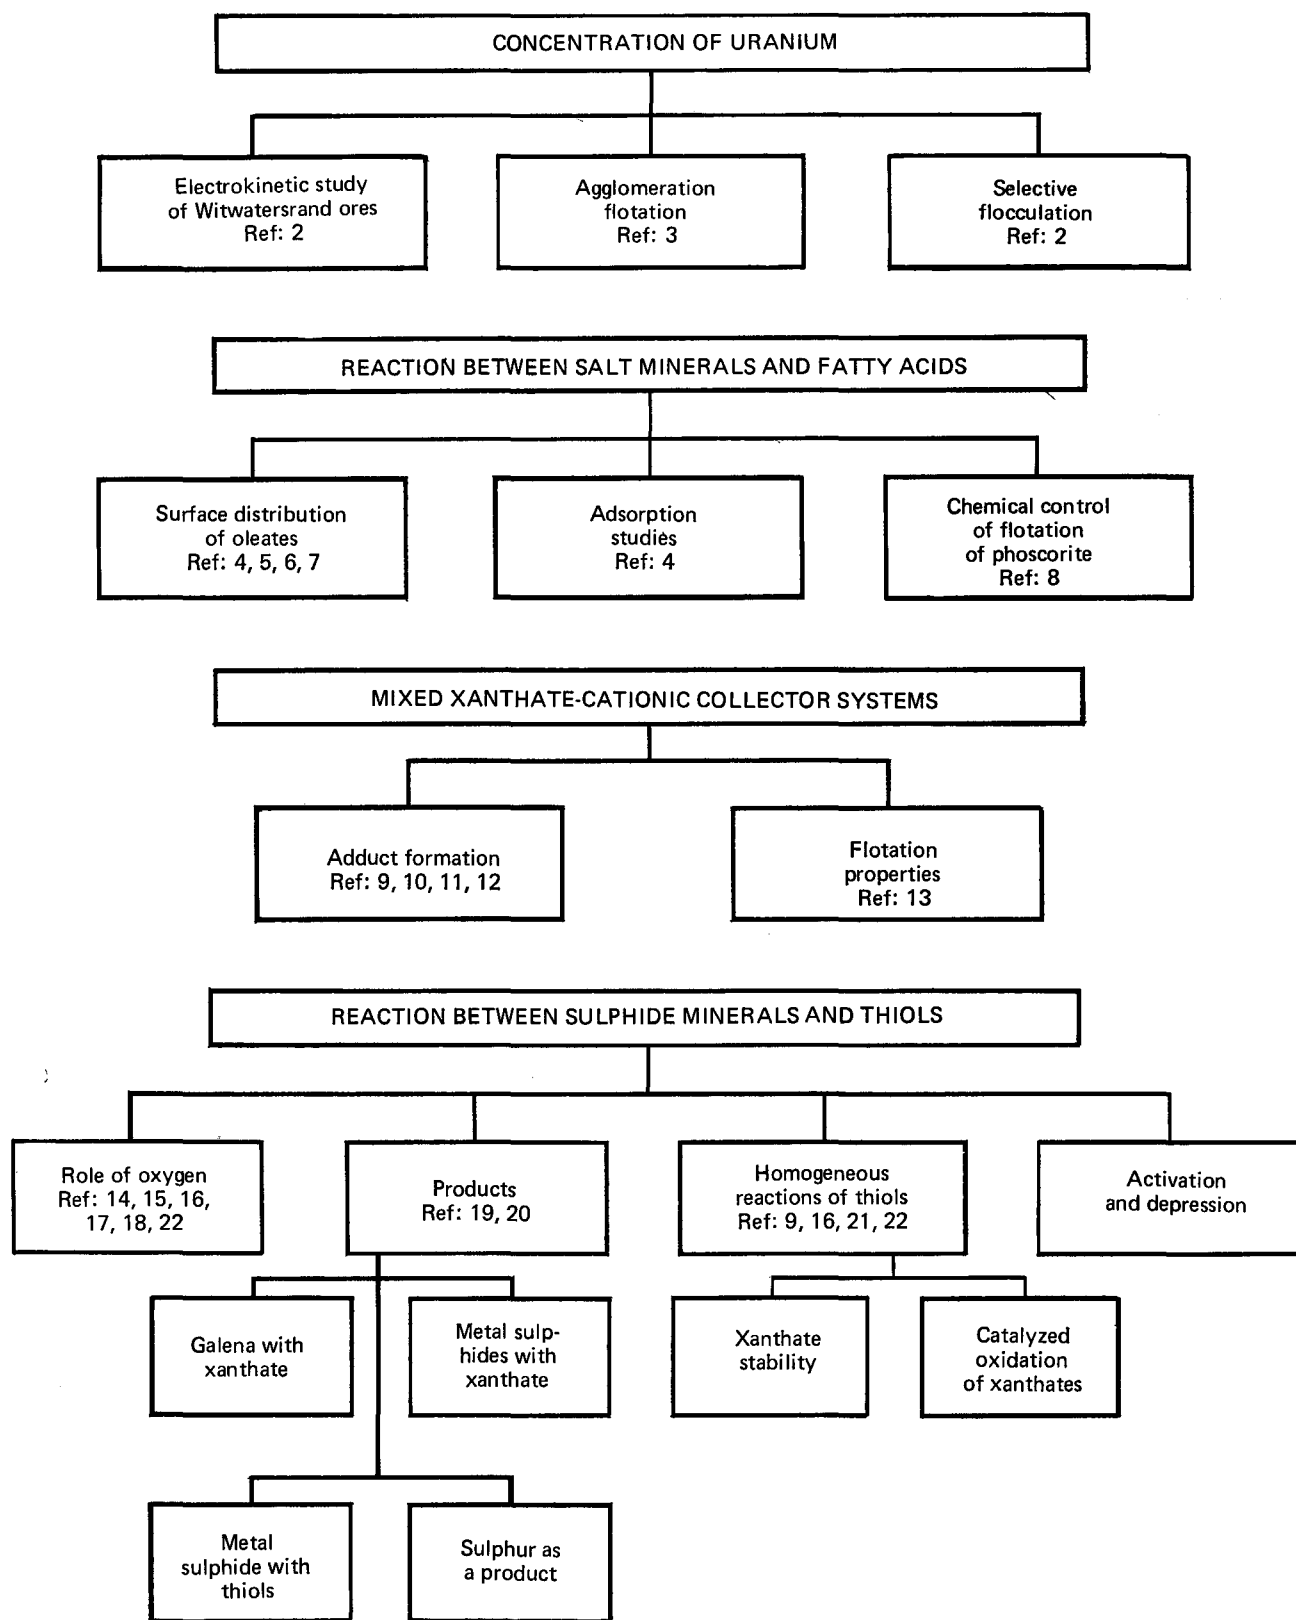 CONCENTRATION OF URANIUM
Electrokinetic study
of Witwatersrand ores
Ref: 2
Agglomeration
flotation
Ref: 3
Selective
flocculation
Ref: 2
REACTION BETWEEN SALT MINERALS AND FATTY ACIDS
Surface distribution
of oleates
Ref: 4, 5, 6, 7
Adsorption
studies
Ref: 4
Chemical control
of flotation
of phoscorite
Ref: 8
MIXED XANTHATE-CATIONIC COLLECTOR SYSTEMS
Adduct formation
Ref: 9, 10, 11, 12
Flotation
properties
Ref: 13
REACTION BETWEEN SULPHIDE MINERALS AND THIOLS
Role of oxygen
Ref: 14, 15, 16,
17, 18, 22
Products
Ref: 19, 20
Homogeneous
reactions of thiols
Ref: 9, 16, 21, 22
Activation
and depression
Galena with
xanthate
Metal sulp-
hides with
xanthate
Xanthate
stability
Catalyzed
oxidation
of xanthates
Metal
sulphide with
thiols
Sulphur as
a product